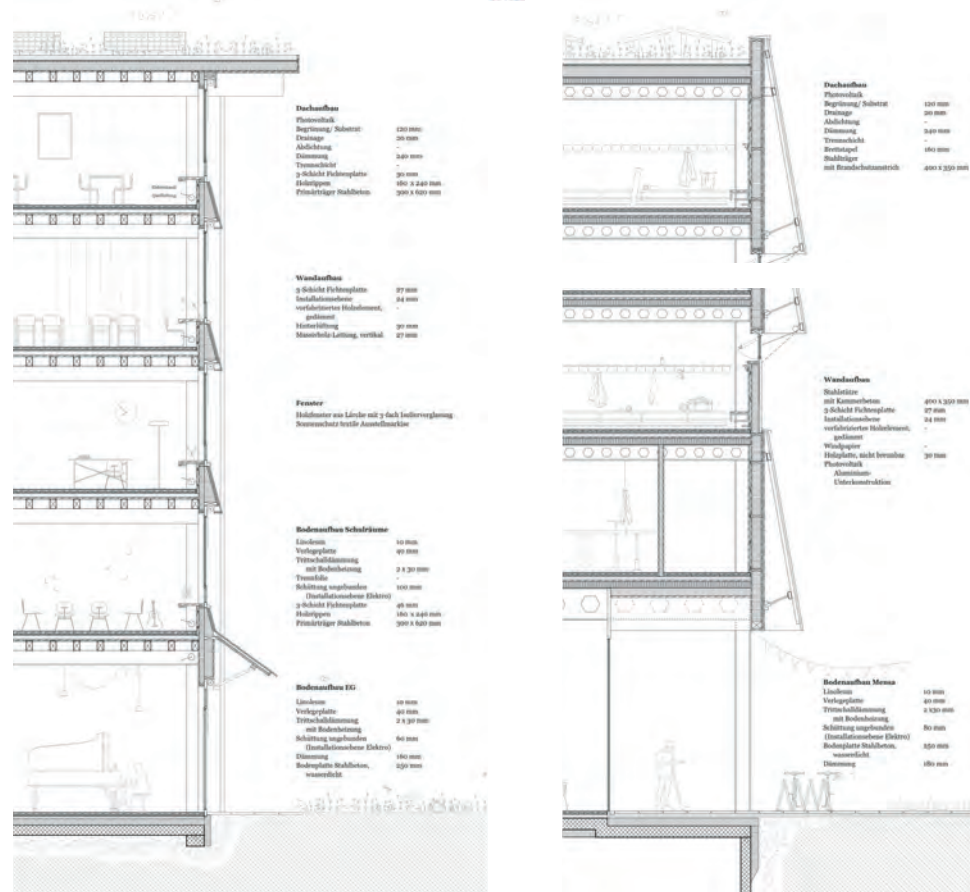 Dachaufbau
Photovoltaik
Begrünung/ Substrat 120 mm
Drainage 20 mm
Abdichtung -
Dämmung 240 mm
Trennschicht -
3-Schicht Fichtenplatte 30 mm
Holzrippen 160 x 240 mm
Primärträger Stahlbeton 300 x 620 mm
Wandaufbau
3-Schicht Fichtenplatte 27 mm
Installationsebene 24 mm
vorfabriziertes Holzelement, -
gedämmt
Hinterlüftung 30 mm
Massivholz-Lattung, vertikal 27 mm
Fenster
Holzfenster aus Lärche mit 3-fach Isolierverglasung
Sonnenschutz textile Ausstellmarkise
Bodenaufbau Schulräume
Linoleum 10 mm
Verlegeplatte 40 mm
Trittschalldämmung
mit Bodenheizung 2 x 30 mm
Trennfolie -
Schüttung ungebunden 100 mm
(Installationsebene Elektro)
3-Schicht Fichtenplatte 46 mm
Holzrippen 160 x 240 mm
Primärträger Stahlbeton 300 x 620 mm
Bodenaufbau EG
Linoleum 10 mm
Verlegeplatte 40 mm
Trittschalldämmung 2 x 30 mm
mit Bodenheizung
Schüttung ungebunden 60 mm
(Installationsebene Elektro)
Dämmung 160 mm
Bodenplatte Stahlbeton, 250 mm
wasserdicht
Dachaufbau
Photovoltaik
Begrünung/ Substrat 120 mm
Drainage 20 mm
Abdichtung -
Dämmung 240 mm
Trennschicht -
Brettstapel 160 mm
Stahlträger
mit Brandschutzanstrich 400 x 350 mm
Wandaufbau
Stahlstütze
mit Kammerbeton 400 x 350 mm
3-Schicht Fichtenplatte 27 mm
Installationsebene 24 mm
vorfabriziertes Holzelement, -
gedämmt
Windpapier -
Holzplatte, nicht brennbar 30 mm
Photovoltaik
Aluminium-
Unterkonstruktion
Bodenaufbau Mensa
Linoleum 10 mm
Verlegeplatte 40 mm
Trittschalldämmung 2 x30 mm
mit Bodenheizung
Schüttung ungebunden 80 mm
(Installationsebene Elektro)
Bodenplatte Stahlbeton, 250 mm
wasserdicht
Dämmung 180 mm